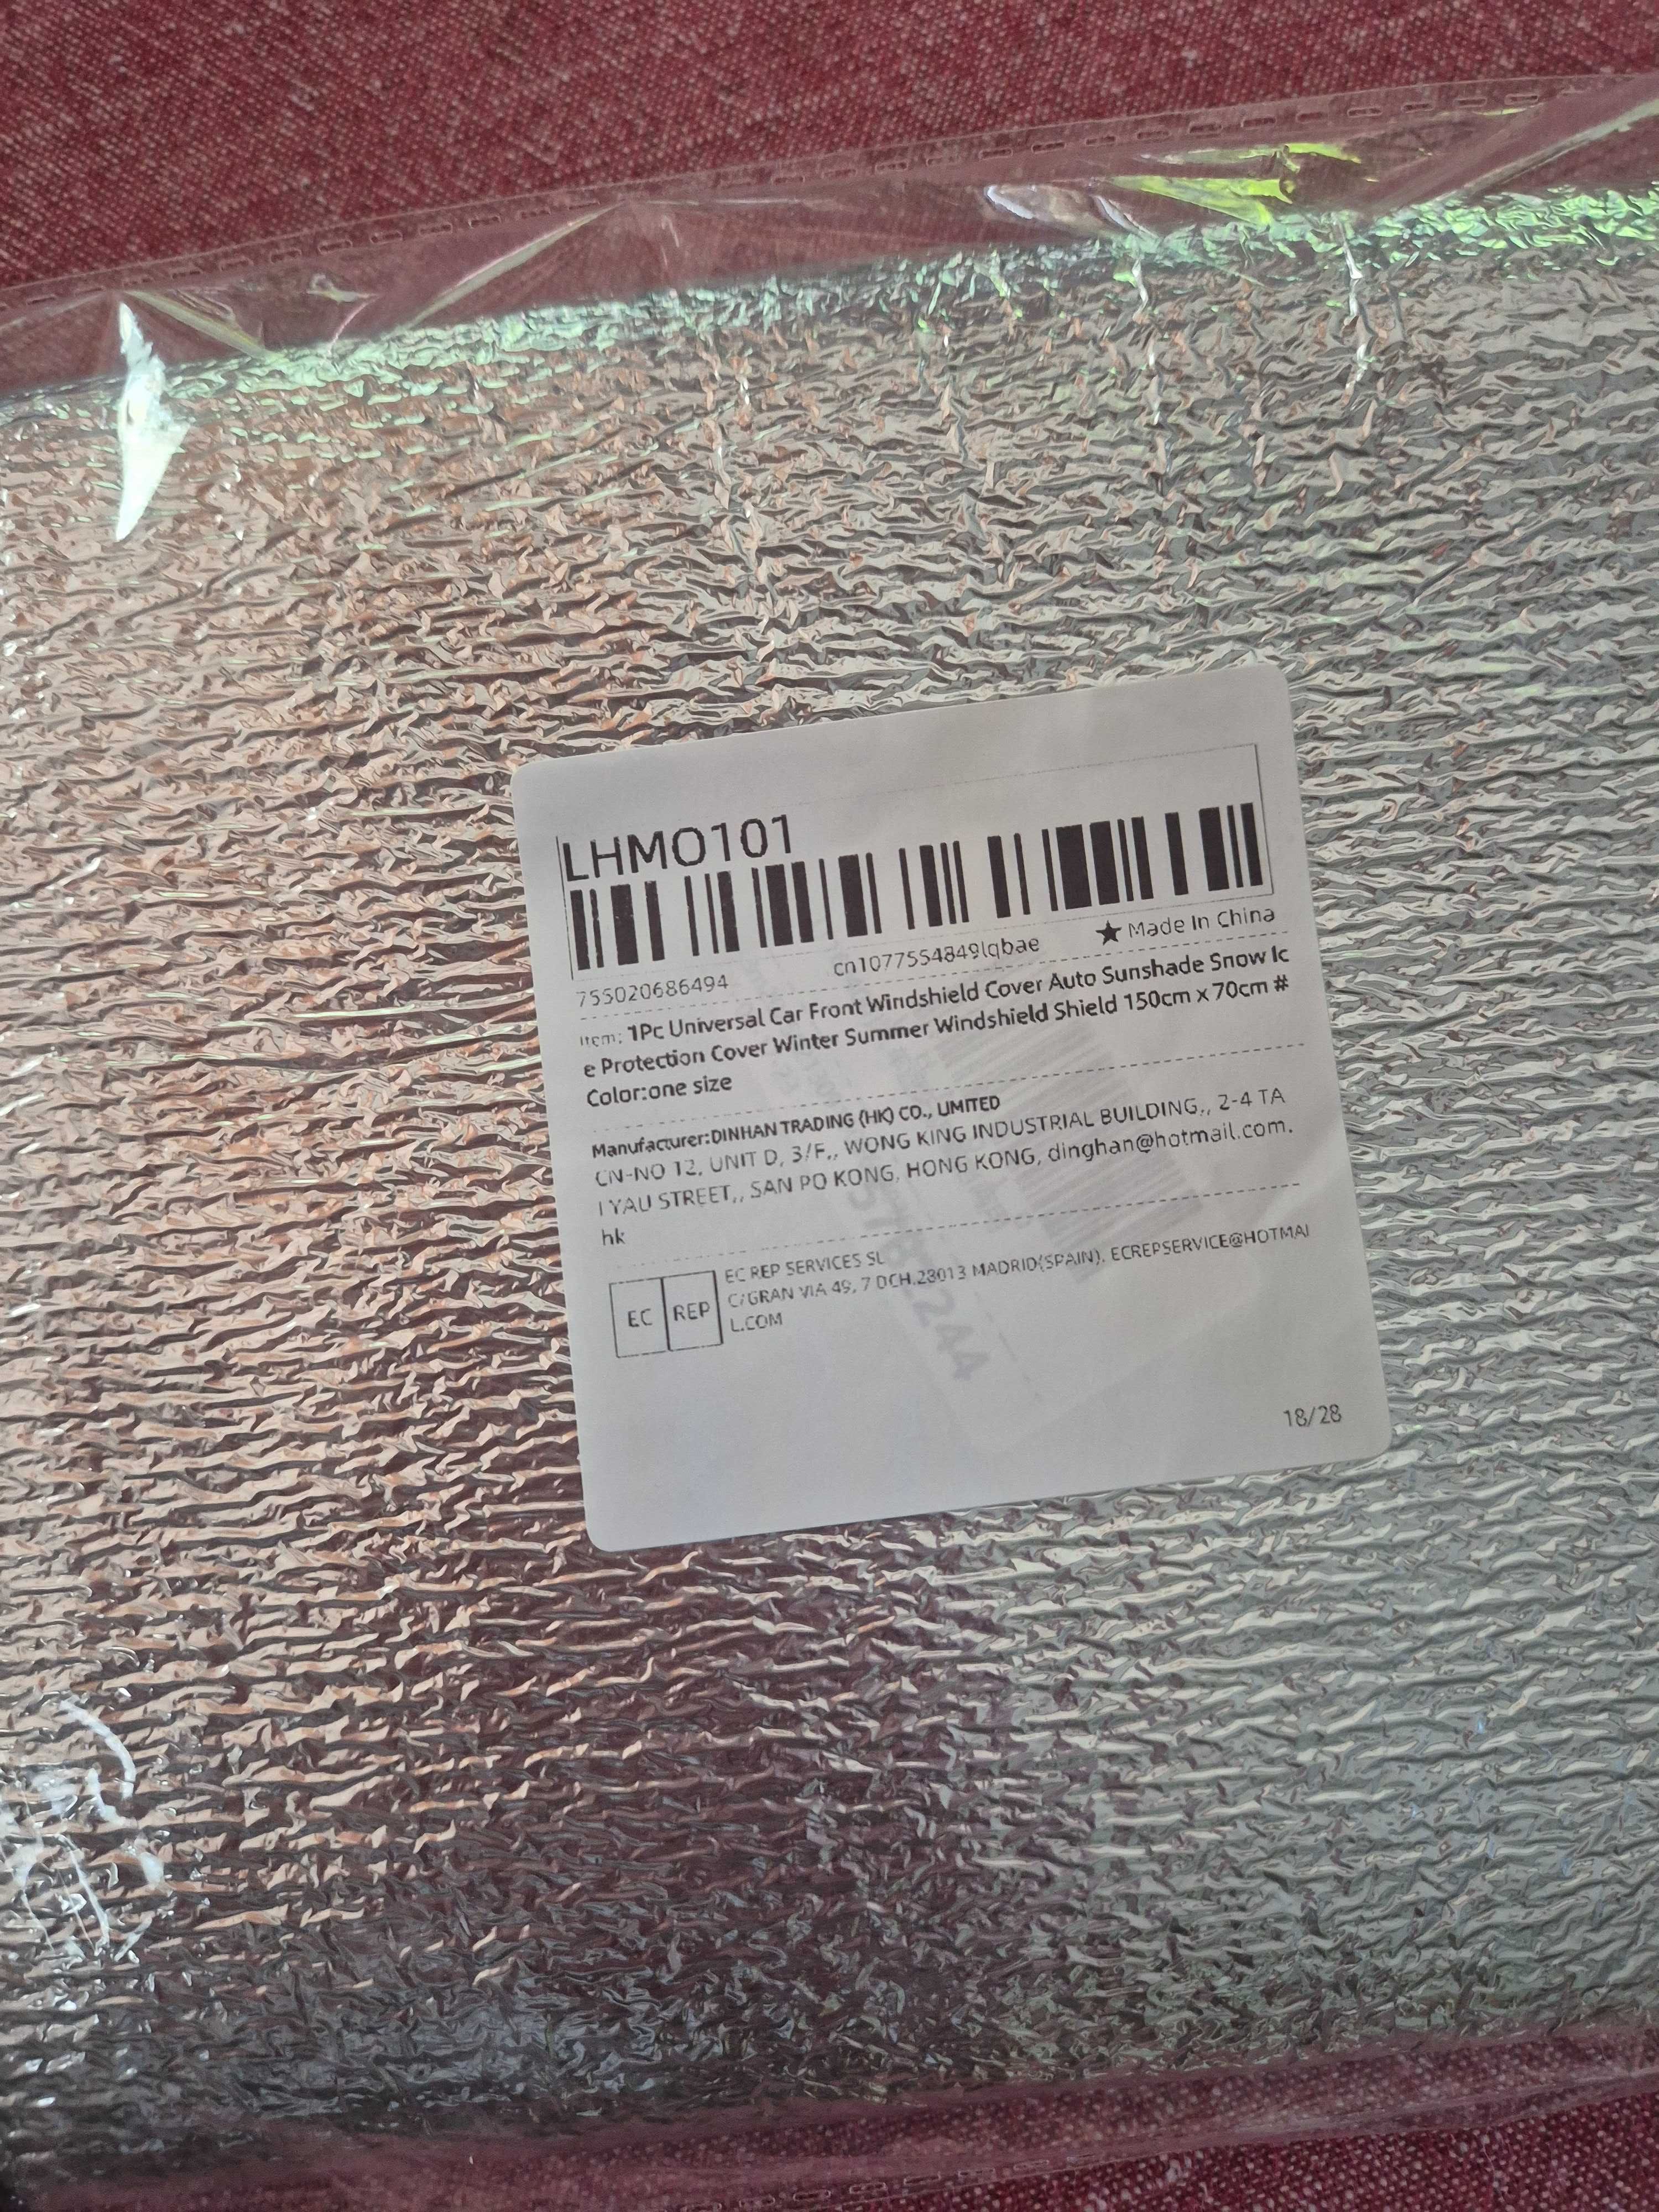 LHMO101
755020686494 cn1077554849lqbae ★ Made In China
Item: 1Pc Universal Car Front Windshield Cover Auto Sunshade Snow Ic
e Protection Cover Winter Summer Windshield Shield 150cm x 70cm #
Color:one size
Manufacturer:DINHAN TRADING (HK) CO., LIMITED
CN-NO 12, UNIT D, 3/F,, WONG KING INDUSTRIAL BUILDING,, 2-4 TA
I YAU STREET,, SAN PO KONG, HONG KONG, dinghan@hotmail.com.
hk
EC REP
EC REP SERVICES SL
C/GRAN VIA 49, 7 DCH.28013 MADRID(SPAIN). ECREPSERVICE@HOTMAI
L.COM
18/28